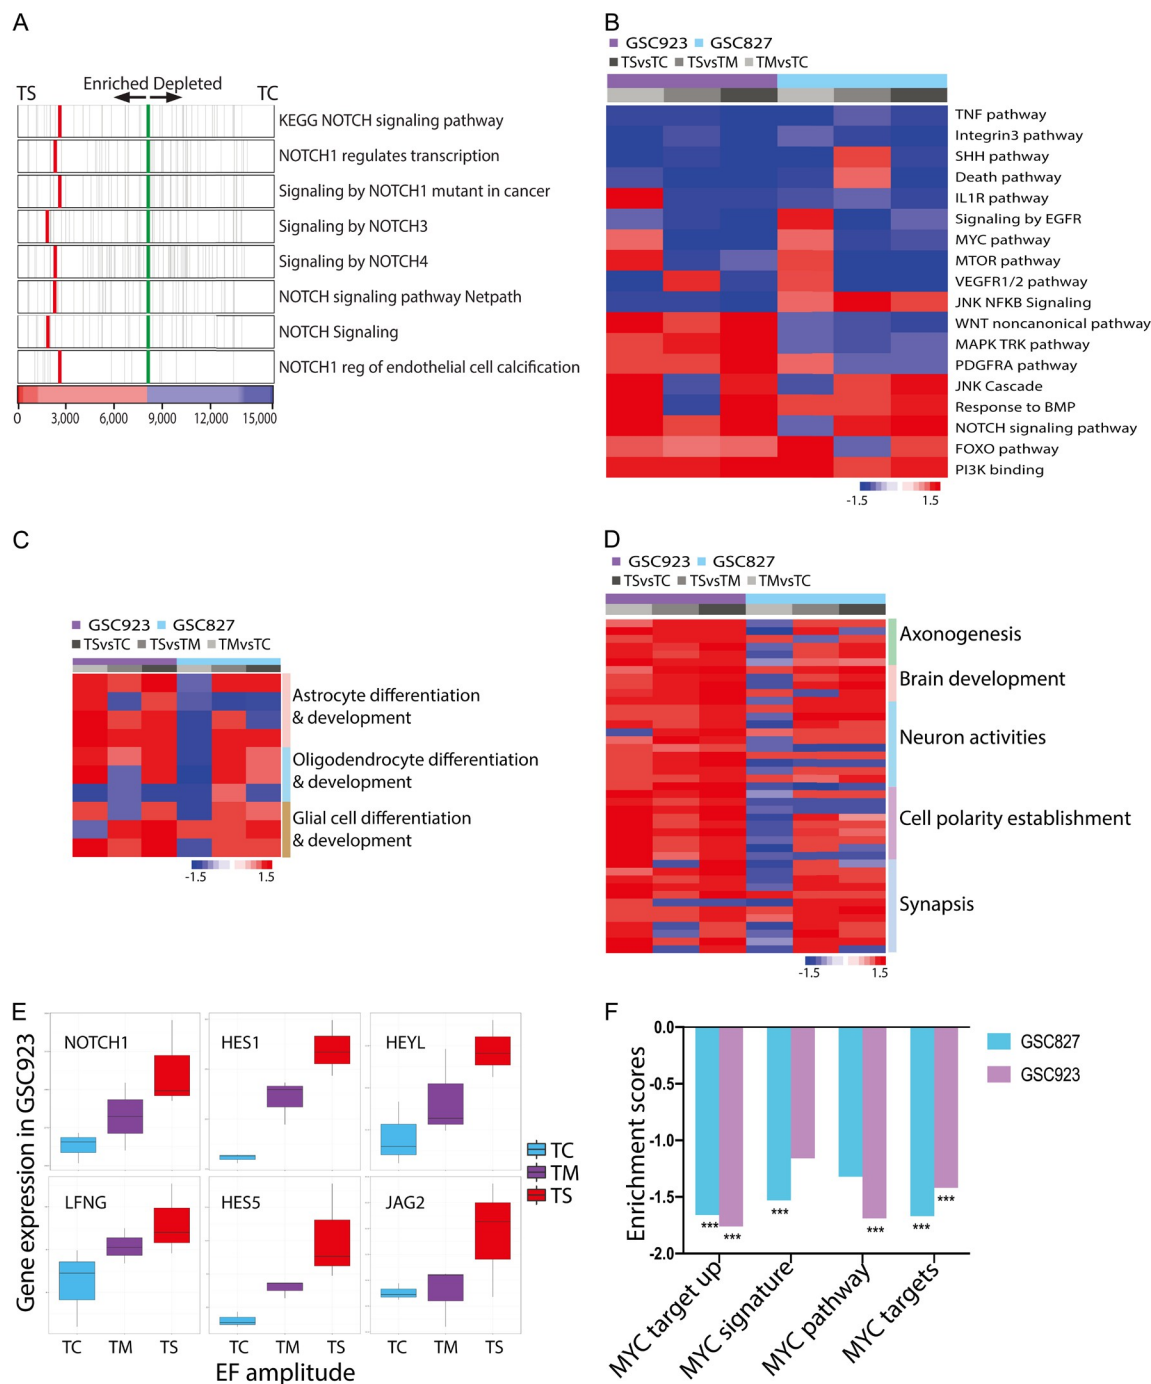 A
Enriched Depleted
TS TC
KEGG NOTCH signaling pathway
NOTCH1 regulates transcription
Signaling by NOTCH1 mutant in cancer
Signaling by NOTCH3
Signaling by NOTCH4
NOTCH signaling pathway Netpath
NOTCH Signaling
NOTCH1 reg of endothelial cell calcification
0 3,000 6,000 9,000 12,000 15,000
B
GSC923 GSC827
TSvsTC TSvsTM TMvsTC
TNF pathway
Integrin3 pathway
SHH pathway
Death pathway
IL1R pathway
Signaling by EGFR
MYC pathway
MTOR pathway
VEGFR1/2 pathway
JNK NFKB Signaling
WNT noncanonical pathway
MAPK TRK pathway
PDGFRA pathway
JNK Cascade
Response to BMP
NOTCH signaling pathway
FOXO pathway
PI3K binding
-1.5 1.5
C
GSC923 GSC827
TSvsTC TSvsTM TMvsTC
Astrocyte differentiation
& development
Oligodendrocyte differentiation
& development
Glial cell differentiation
& development
-1.5 1.5
D
GSC923 GSC827
TSvsTC TSvsTM TMvsTC
Axonogenesis
Brain development
Neuron activities
Cell polarity establishment
Synapsis
-1.5 1.5
E
Gene expression in GSC923
NOTCH1 HES1 HEYL
LFNG HES5 JAG2
TC TM TS TC TM TS TC TM TS
EF amplitude
TC
TM
TS
F
Enrichment scores
0.0
-0.5
-1.0
-1.5
-2.0
*** *** *** *** *** ***
MYC target up
MYC signature
MYC pathway
MYC targets
GSC827
GSC923